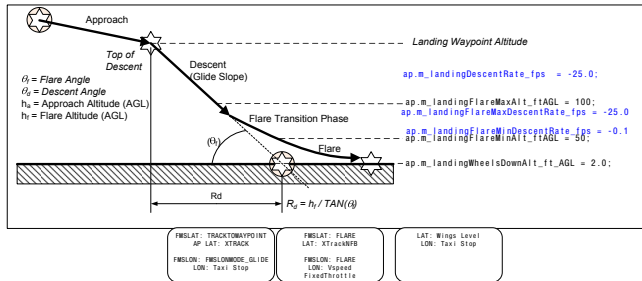 Approach
Landing Waypoint Altitude
Top of
Descent
Descent
(Glide Slope)
ap.m_landingDescentRate_fps = -25.0;
θf = Flare Angle
θd = Descent Angle
ha = Approach Altitude (AGL)
hf = Flare Altitude (AGL)
ap.m_landingFlareMaxAlt_ftAGL = 100;
ap.m_landingFlareMaxDescentRate_fps = -25.0
Flare Transition Phase
ap.m_landingFlareMinDescentRate_fps = -0.1
ap.m_landingFlareMinAlt_ftAGL = 50;
(θf)
Flare
ap.m_landingWheelsDownAlt_ft_AGL = 2.0;
Rd
Rd = hf / TAN(θf)
FMSLAT: TRACKTOWAYPOINT
AP LAT: XTRACK
FMSLON: FMSLONMODE_GLIDE
LON: Taxi Stop
FMSLAT: FLARE
LAT: XTrackNFB
FMSLON: FLARE
LON: Vspeed
FixedThrottle
LAT: Wings Level
LON: Taxi Stop